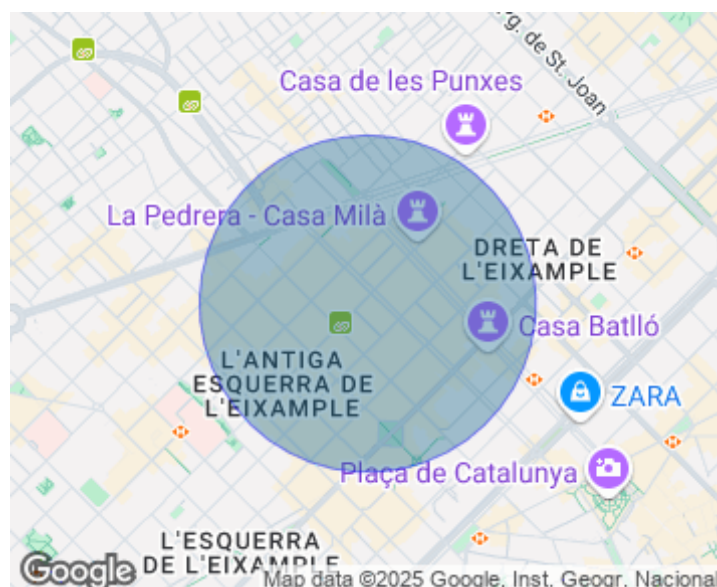 g. de St. Joan
Casa de les Punxes
La Pedrera - Casa Milà
DRETA DE
L'EIXAMPLE
Casa Batlló
L'ANTIGA
ESQUERRA DE
L'EIXAMPLE
ZARA
Plaça de Catalunya
L'ESQUERRA
DE L'EIXAMPLE
Google
Map data ©2025 Google, Inst. Geogr. Nacional